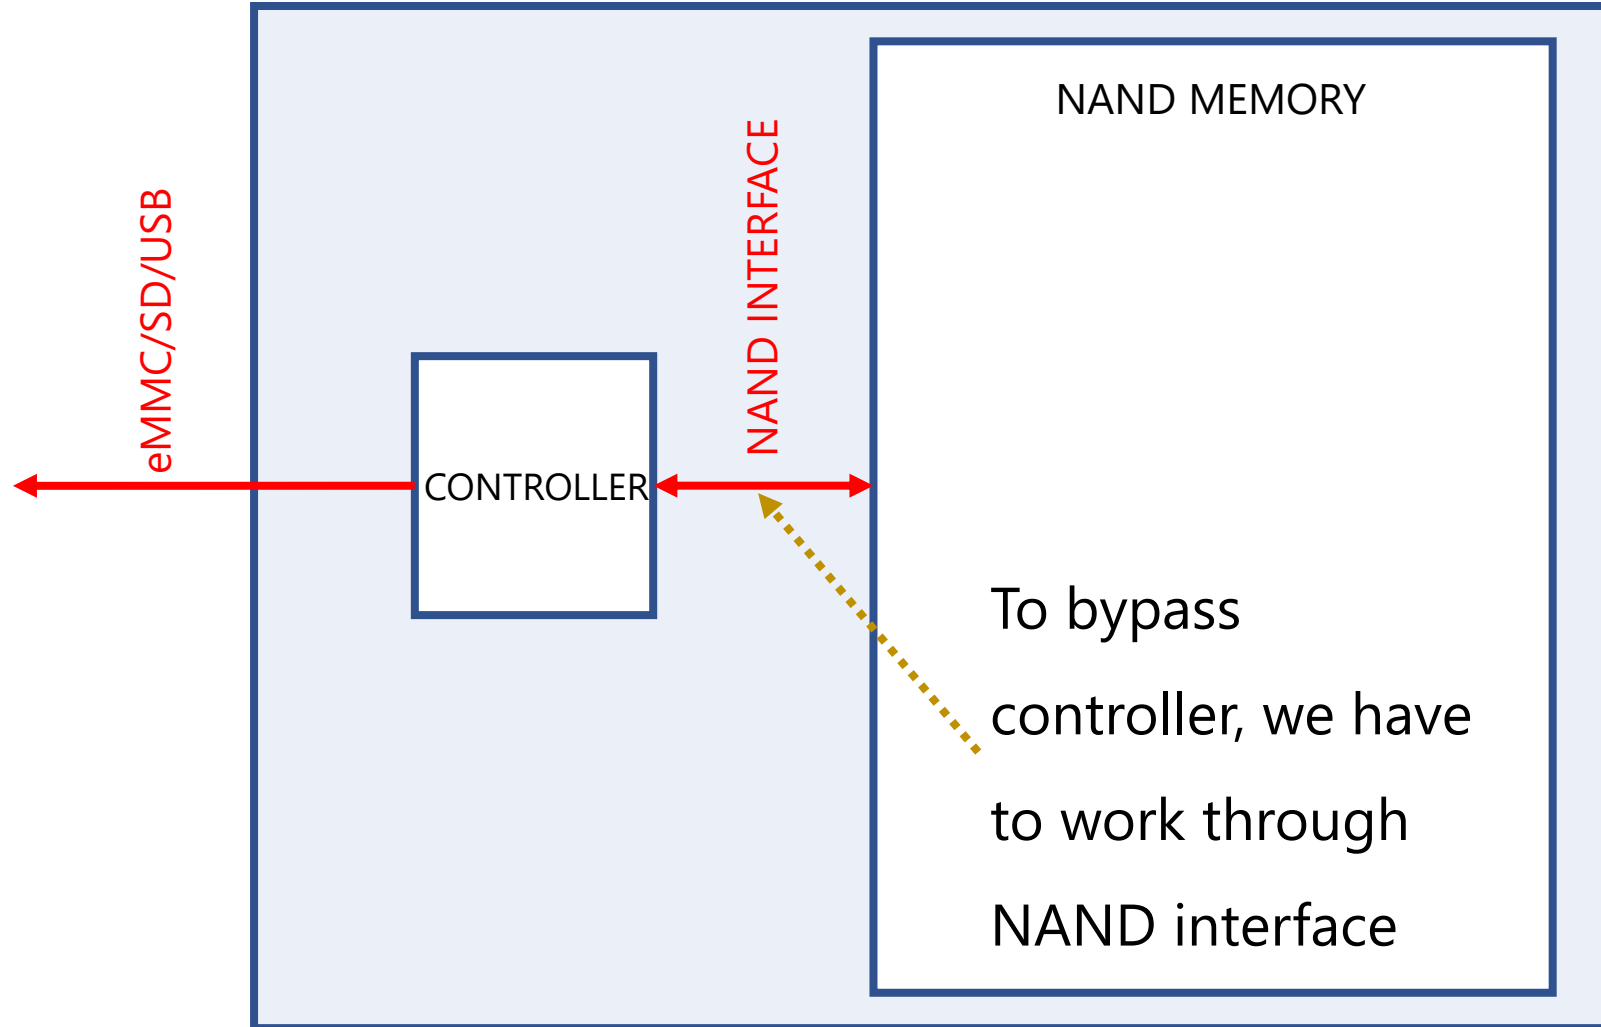 NAND MEMORY
eMMC/SD/USB
NAND INTERFACE
CONTROLLER
To bypass
controller, we have
to work through
NAND interface